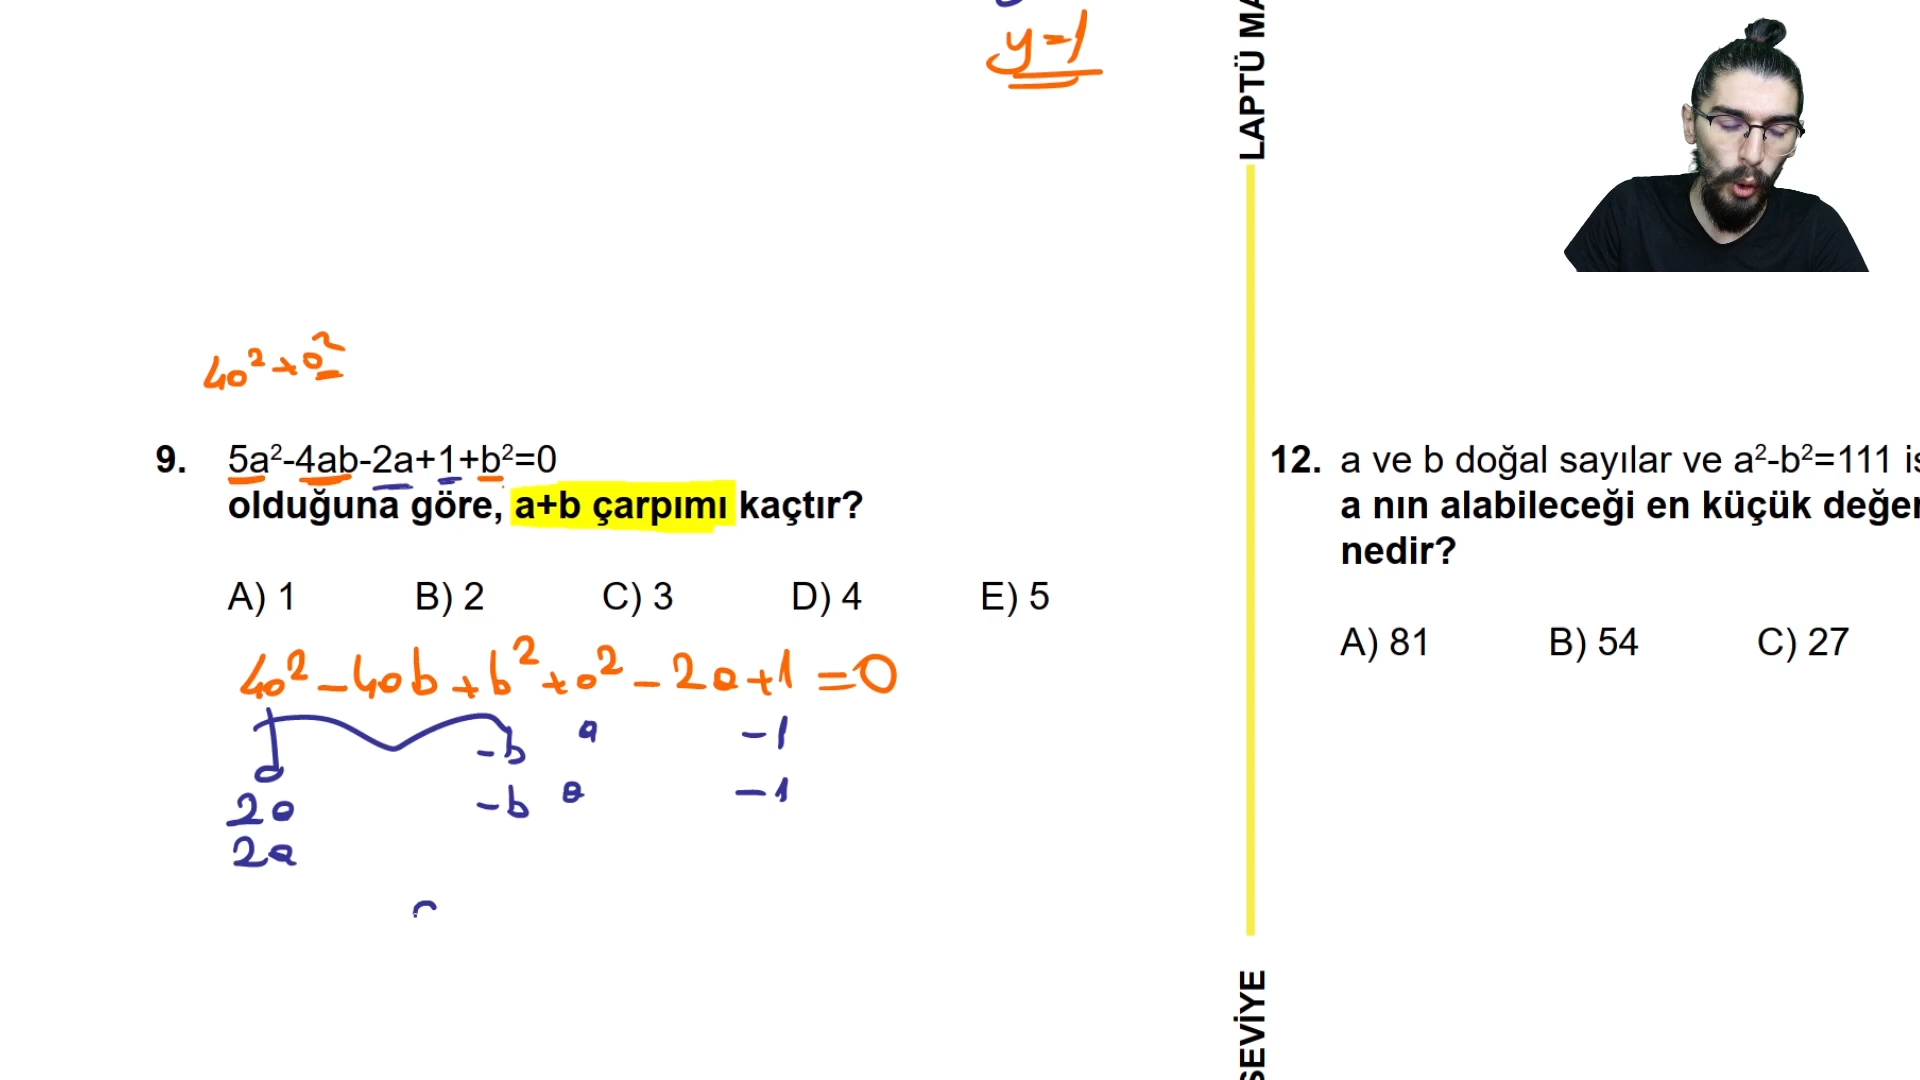 y=1
LAPTÜ MA
4a² + a²
9. 5a²-4ab-2a+1+b²=0
olduğuna göre, a+b çarpımı kaçtır?
A) 1 B) 2 C) 3 D) 4 E) 5
4a² - 4ab + b² + a² - 2a + 1 = 0
-b a -1
2a -b a -1
2a
12. a ve b doğal sayılar ve a²-b²=111 is
a nın alabileceği en küçük değer
nedir?
A) 81 B) 54 C) 27
SEVİYE